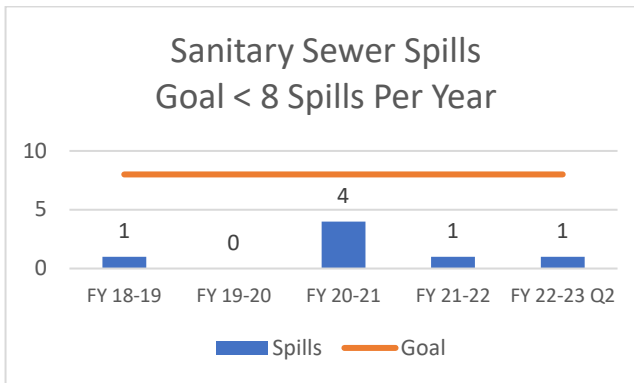 Sanitary Sewer Spills
Goal < 8 Spills Per Year
10
5
0
1
0
4
1
1
FY 18-19
FY 19-20
FY 20-21
FY 21-22
FY 22-23 Q2
Spills
Goal